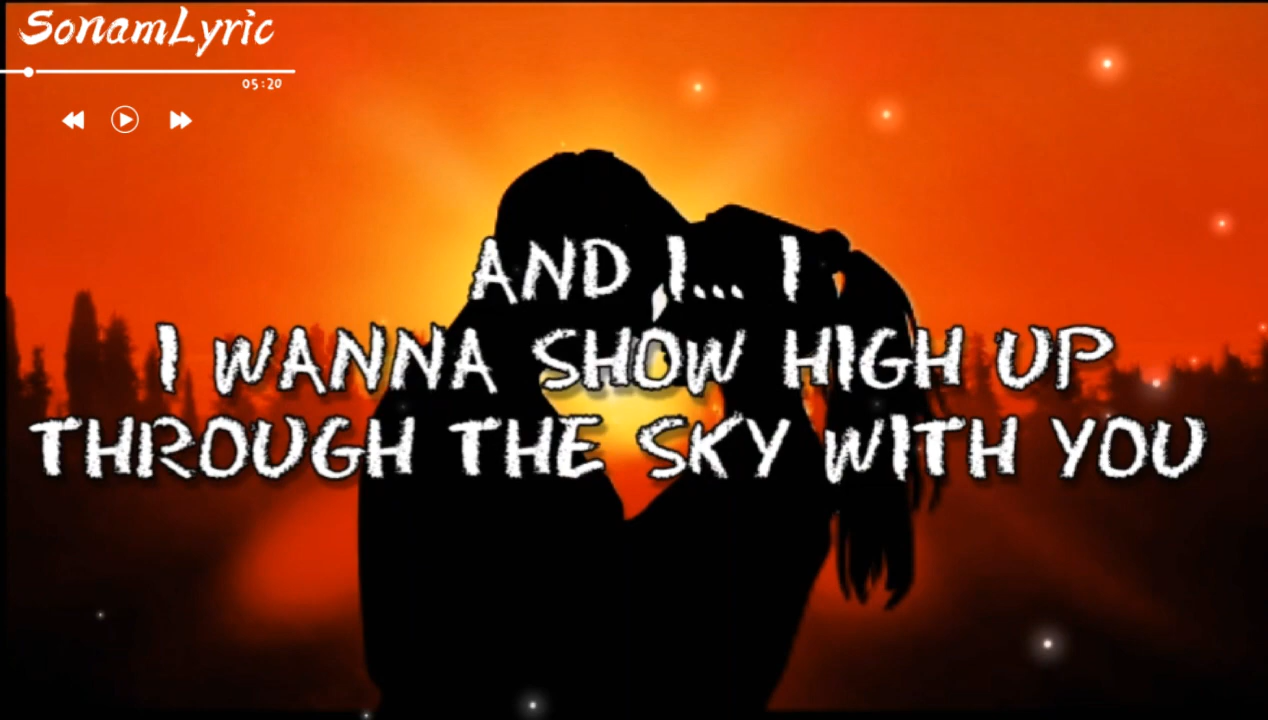 SonamLyric
05:20
AND I... I
I WANNA SHOW HIGH UP
THROUGH THE SKY WITH YOU